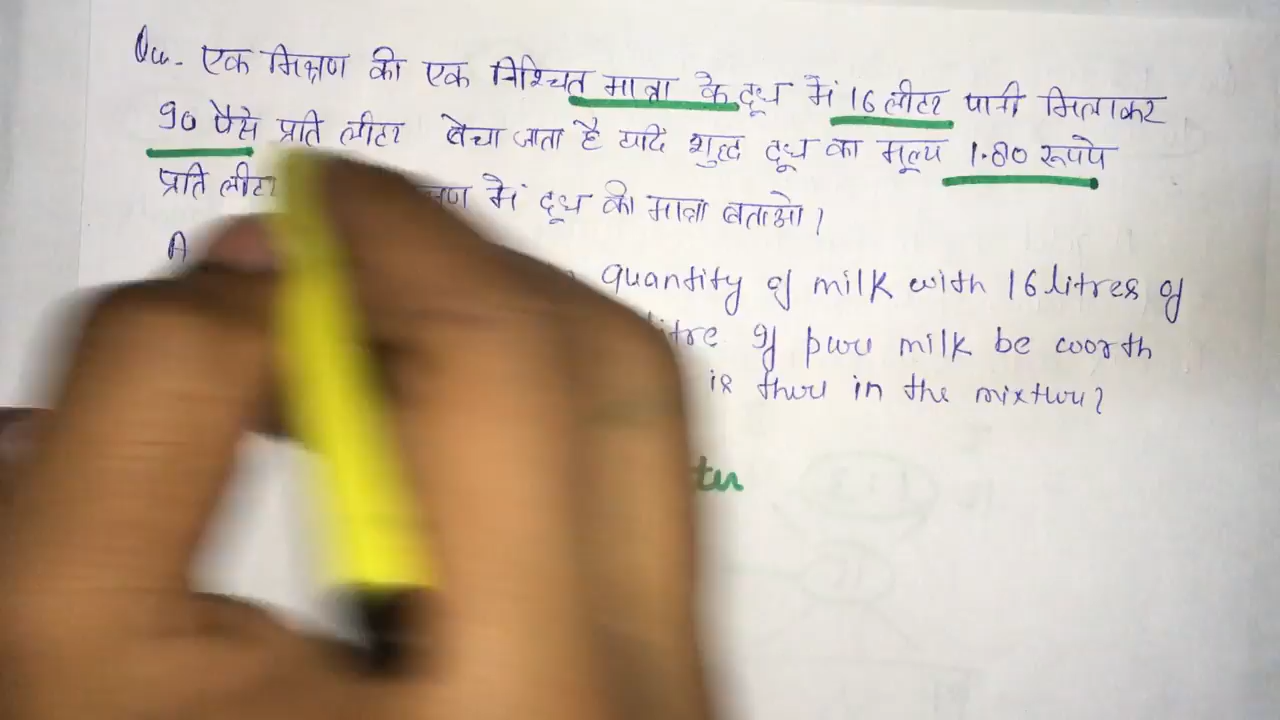 Qu. एक मिश्रण की एक निश्चित मात्रा के दूध में 16 लीटर पानी मिलाकर
90 पैसे प्रति लीटर बेचा जाता है यदि शुद्ध दूध का मूल्य 1.80 रूपये
प्रति लीटर में दूध की मात्रा बताओ।
A
quantity of milk with 16 litres of
litre of pure milk be worth
is there in the mixture?